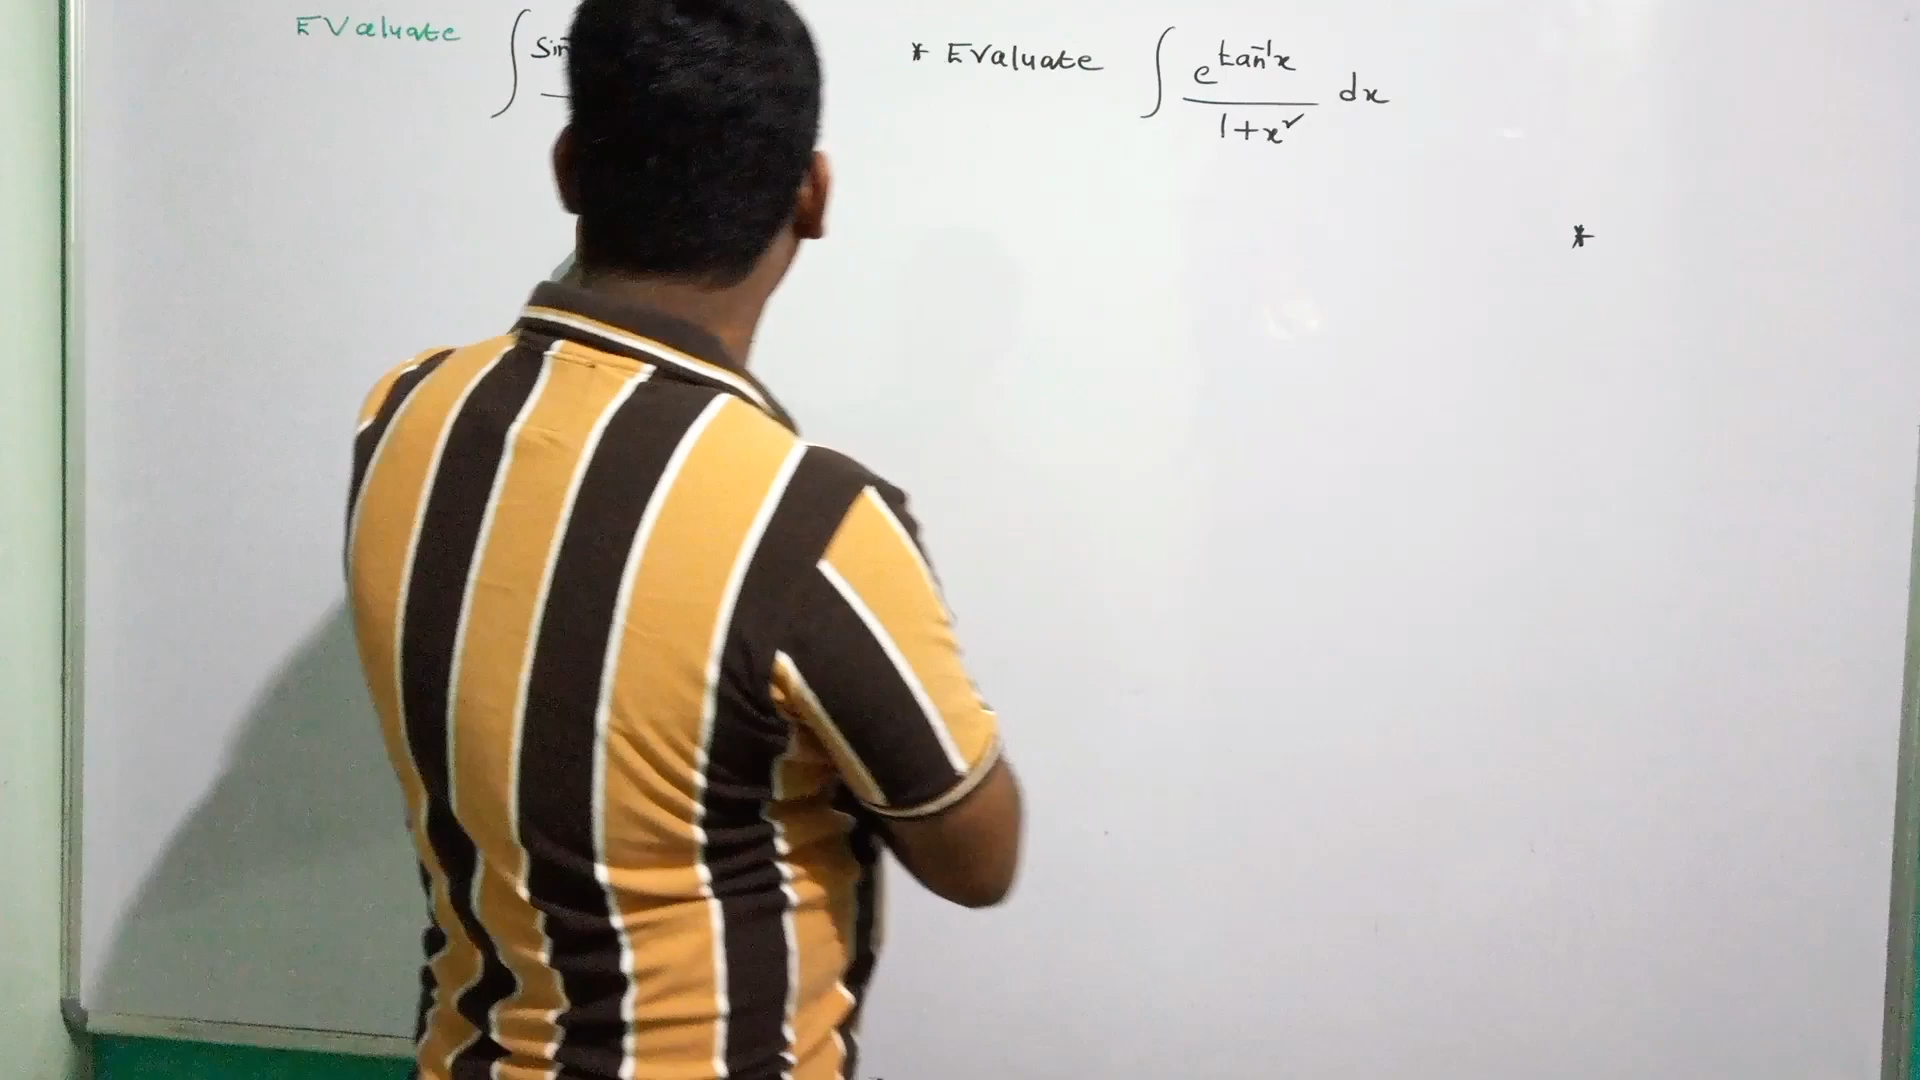 Evaluate ∫ sin⁻
* Evaluate ∫ e^(tan⁻¹x) / (1+x²) dx
*